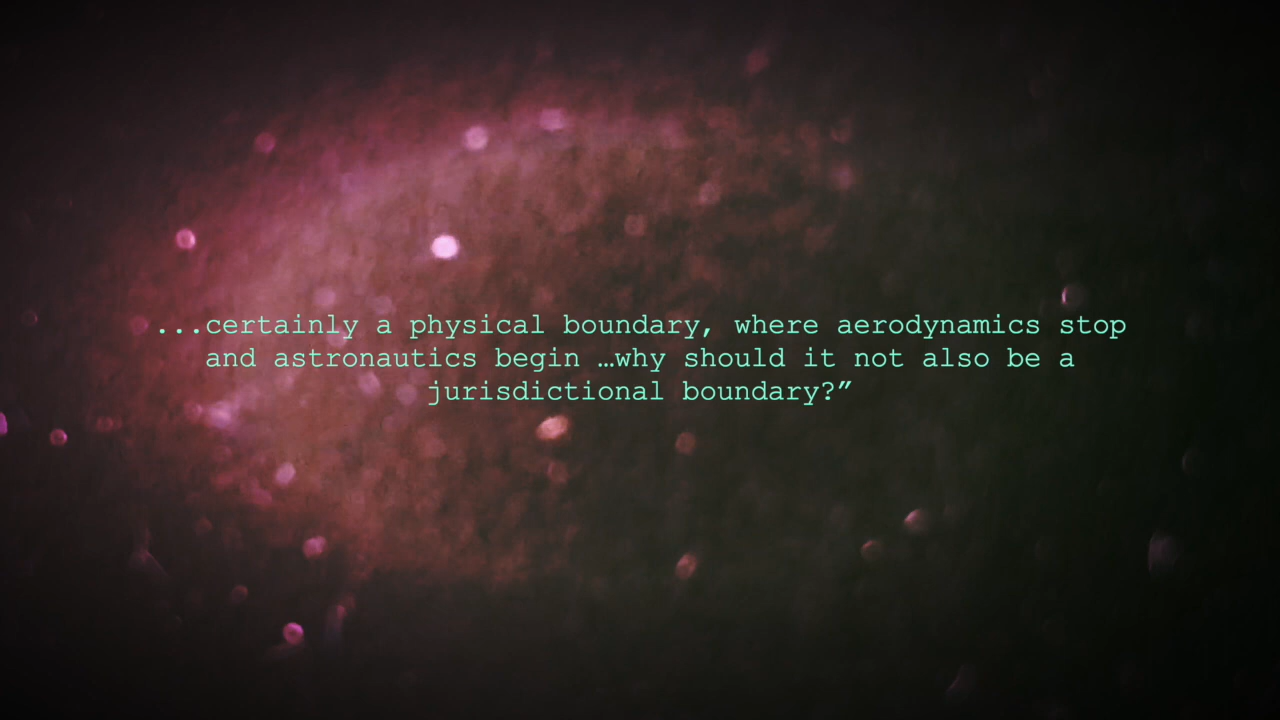 ...certainly a physical boundary, where aerodynamics stop
and astronautics begin …why should it not also be a
jurisdictional boundary?”